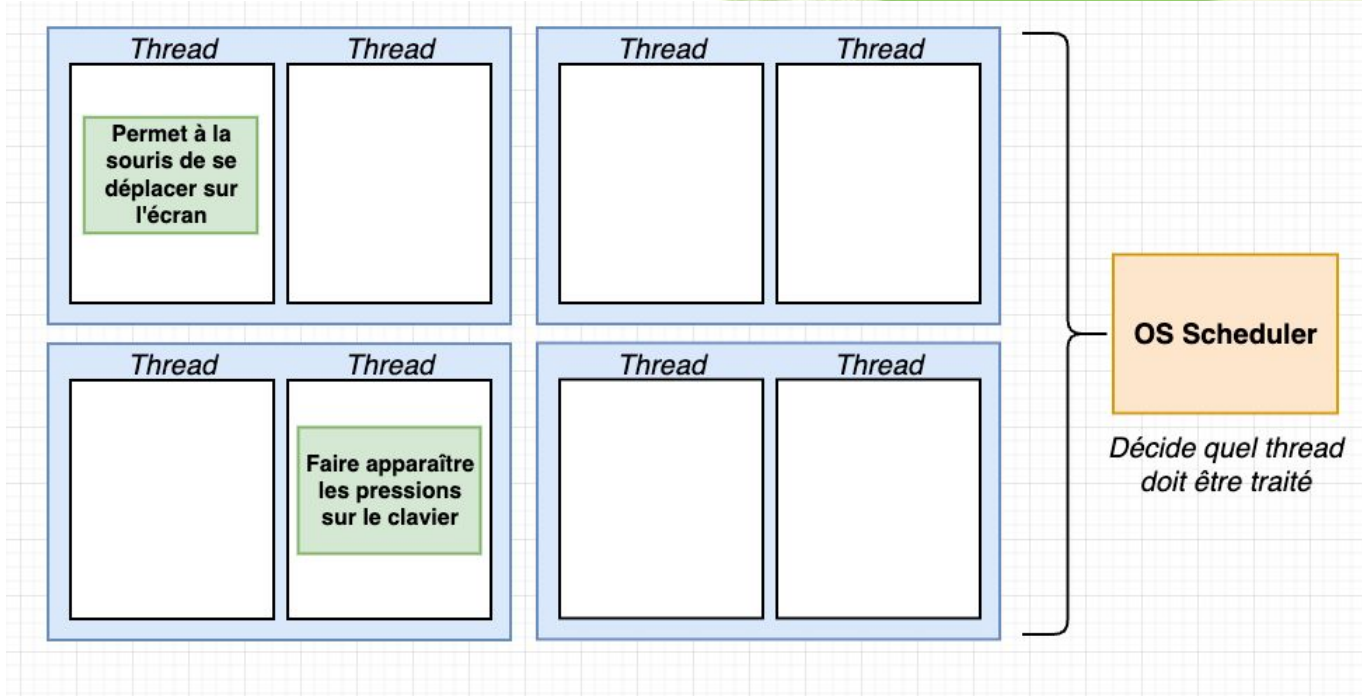 Thread
Thread
Permet à la
souris de se
déplacer sur
l'écran
Thread
Thread
Thread
Thread
Faire apparaître
les pressions
sur le clavier
Thread
Thread
OS Scheduler
Décide quel thread
doit être traité